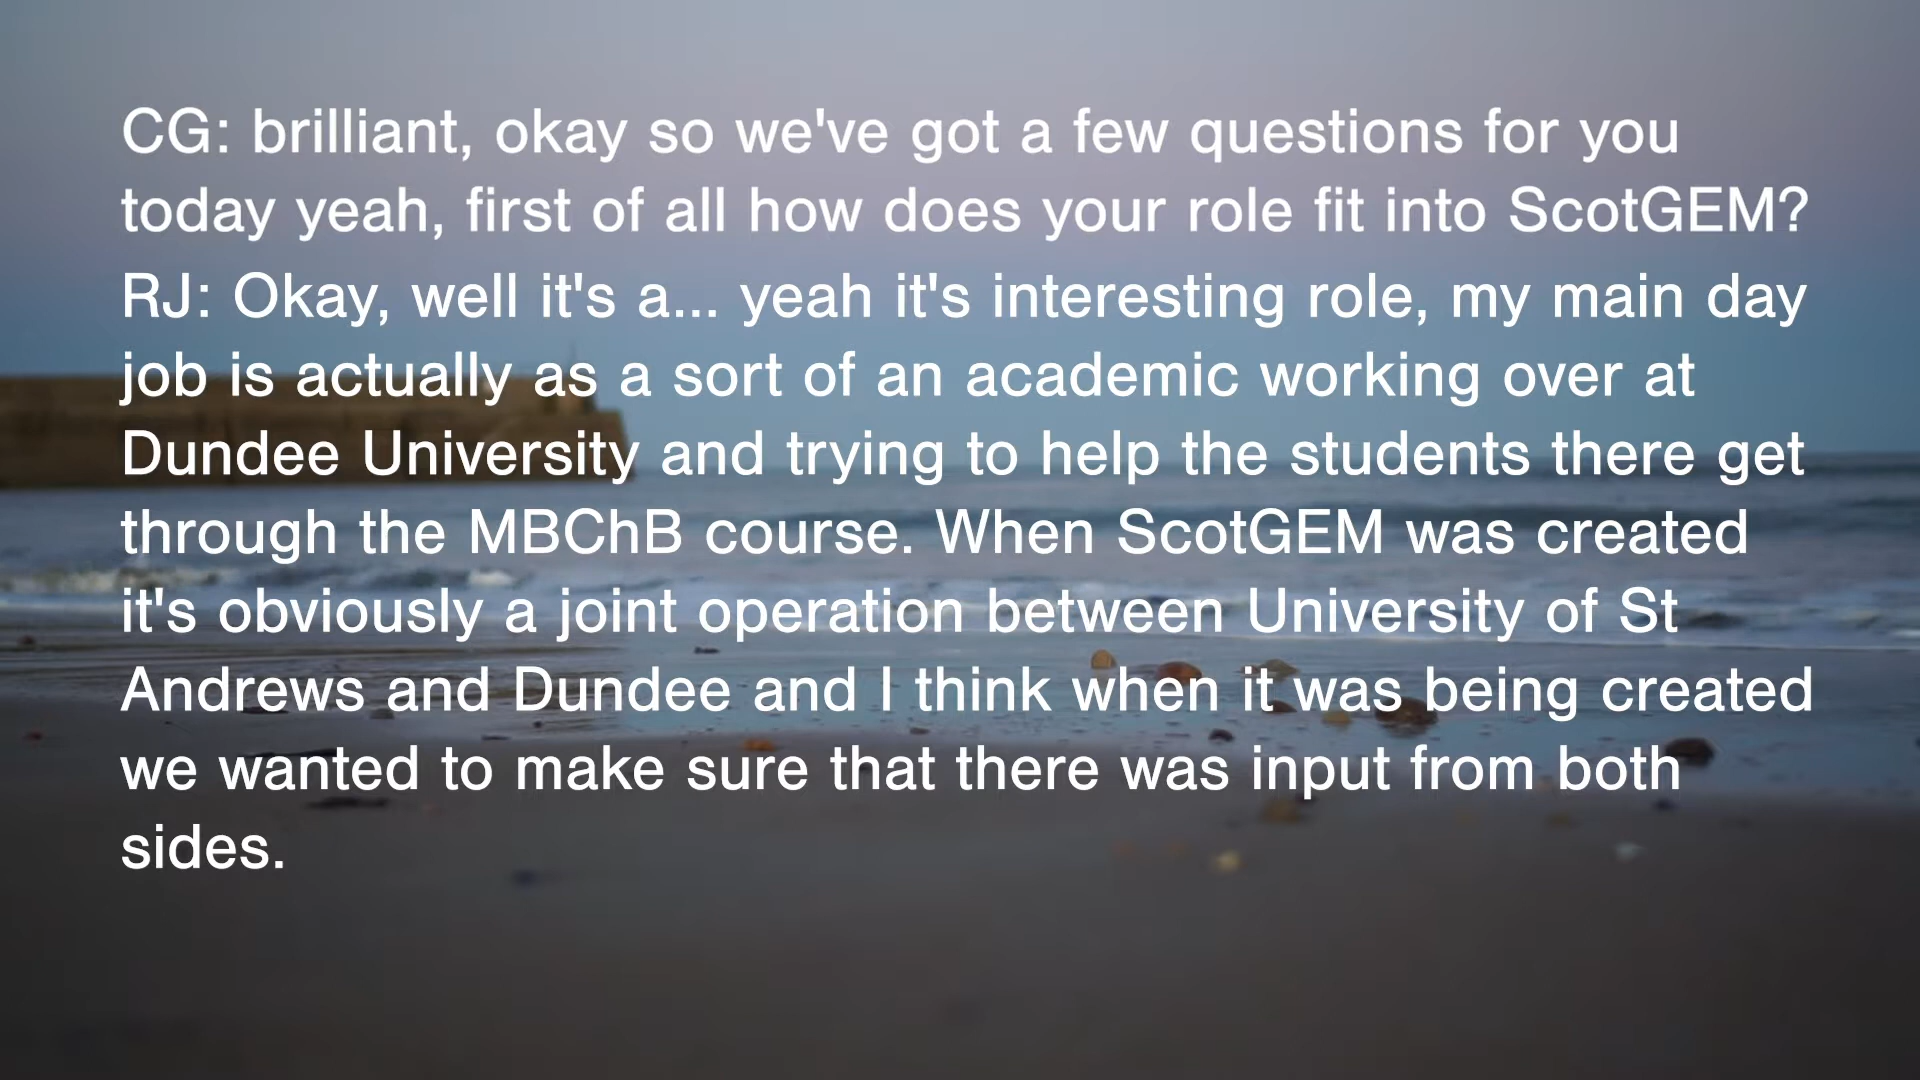 CG: brilliant, okay so we've got a few questions for you
today yeah, first of all how does your role fit into ScotGEM?
RJ: Okay, well it's a... yeah it's interesting role, my main day
job is actually as a sort of an academic working over at
Dundee University and trying to help the students there get
through the MBChB course. When ScotGEM was created
it's obviously a joint operation between University of St
Andrews and Dundee and I think when it was being created
we wanted to make sure that there was input from both
sides.